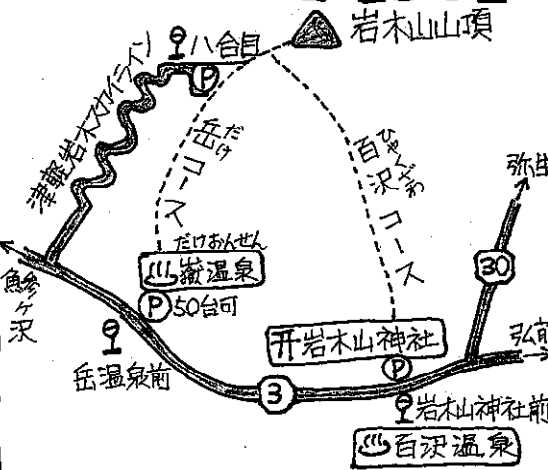 岩木山山頂
八合目
P
津軽岩木スカイライン
岳コース
だけ
百沢コース
ひゃくざわ
弥生
30
鰺ヶ沢
だけおんせん
嶽温泉
P 50台可
岳温泉前
3
岩木山神社
P
弘前
岩木山神社前
百沢温泉